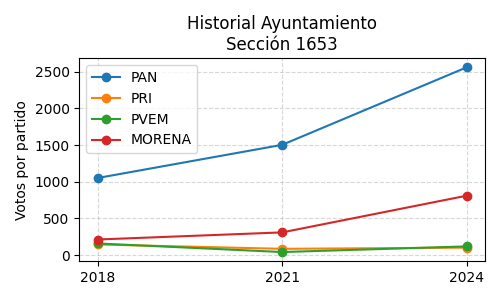 Historial Ayuntamiento
Sección 1653
Votos por partido
2500
2000
1500
1000
500
0
PAN
PRI
PVEM
MORENA
2018
2021
2024